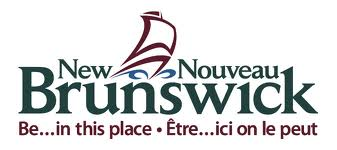 New Nouveau
Brunswick
Be...in this place • Être...ici on le peut